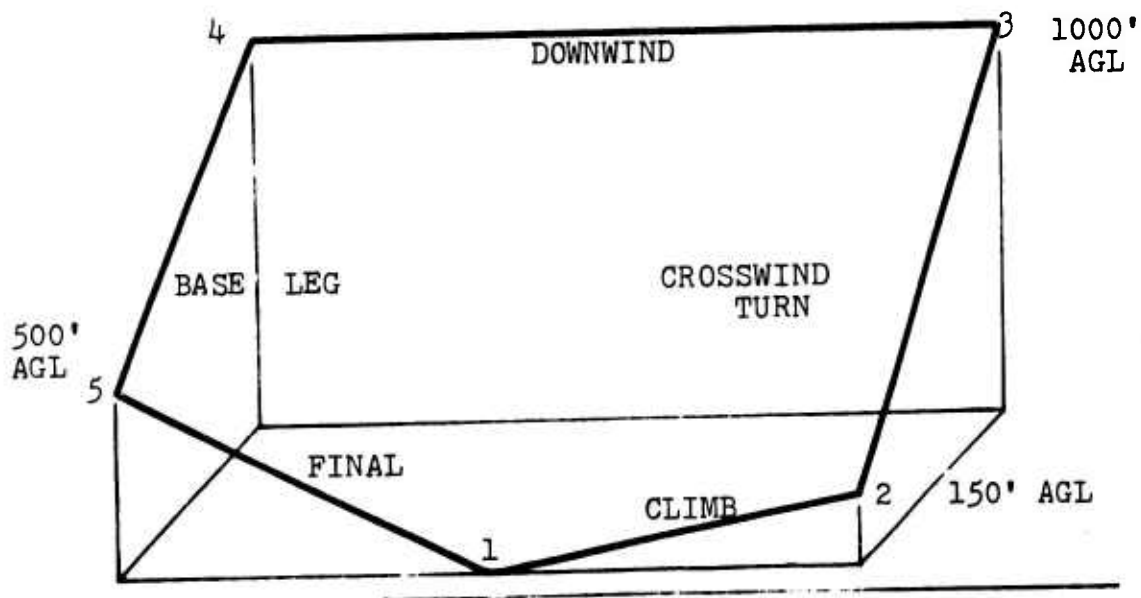 4
3
1000'
AGL
DOWNWIND
BASE LEG
CROSSWIND
TURN
500'
AGL
5
FINAL
CLIMB
2
150' AGL
1